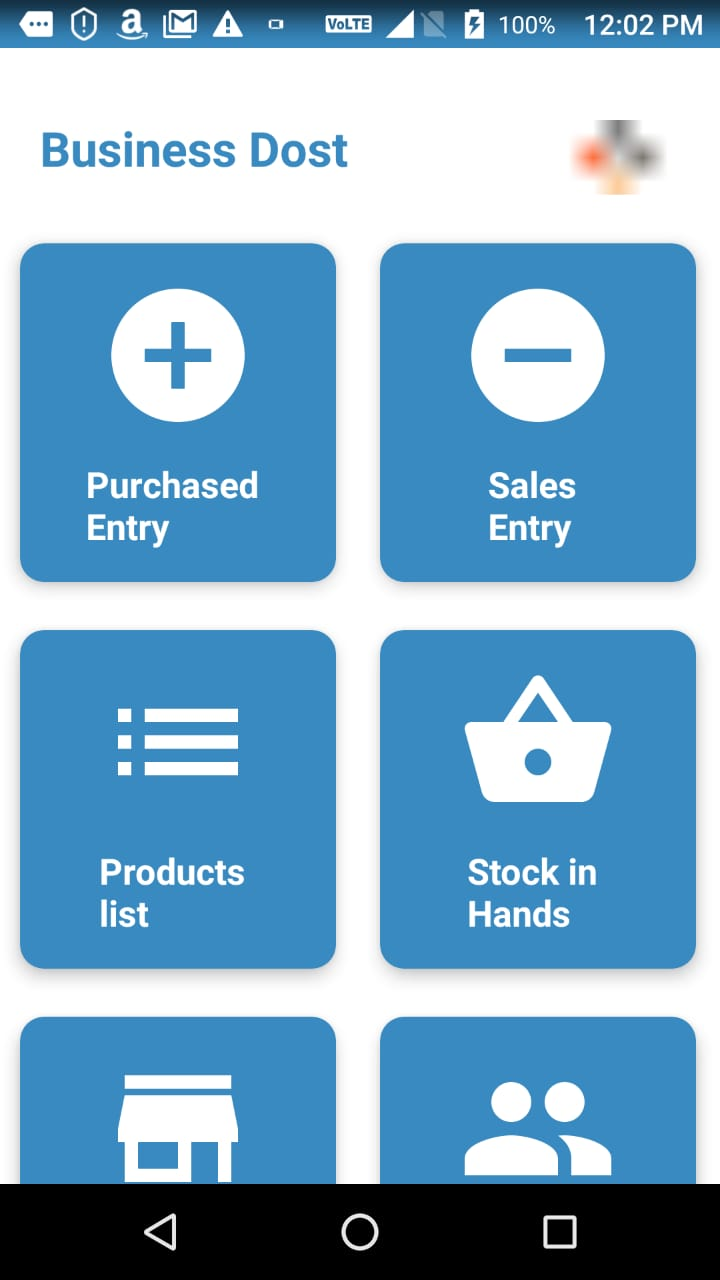 VoLTE 100% 12:02 PM
Business Dost
Purchased
Entry
Sales
Entry
Products
list
Stock in
Hands